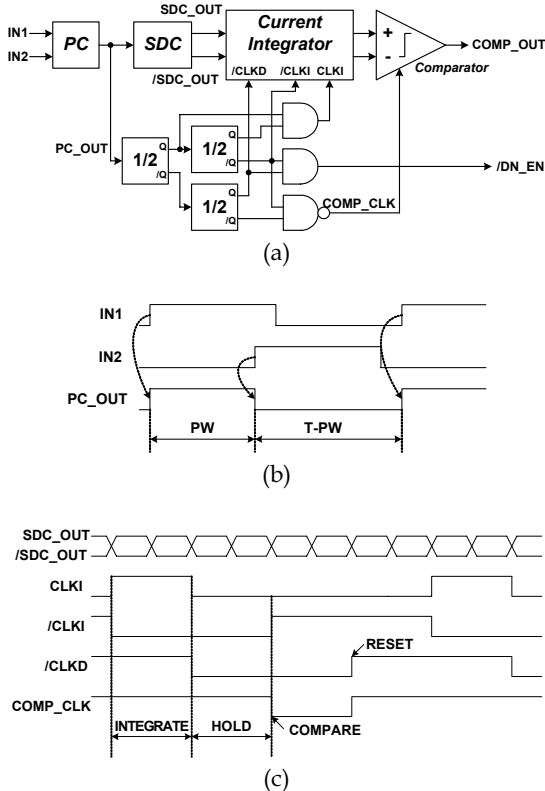 SDC_OUT
IN1
IN2
PC
SDC
Current
Integrator
/CLKD /CLKI CLKI
+
-
Comparator
COMP_OUT
/SDC_OUT
PC_OUT
1/2
Q
/Q
1/2
Q
/Q
1/2
Q
/Q
/DN_EN
COMP_CLK
(a)
IN1
IN2
PC_OUT
PW
T-PW
(b)
SDC_OUT
/SDC_OUT
CLKI
/CLKI
/CLKD
RESET
COMP_CLK
INTEGRATE
HOLD
COMPARE
(c)